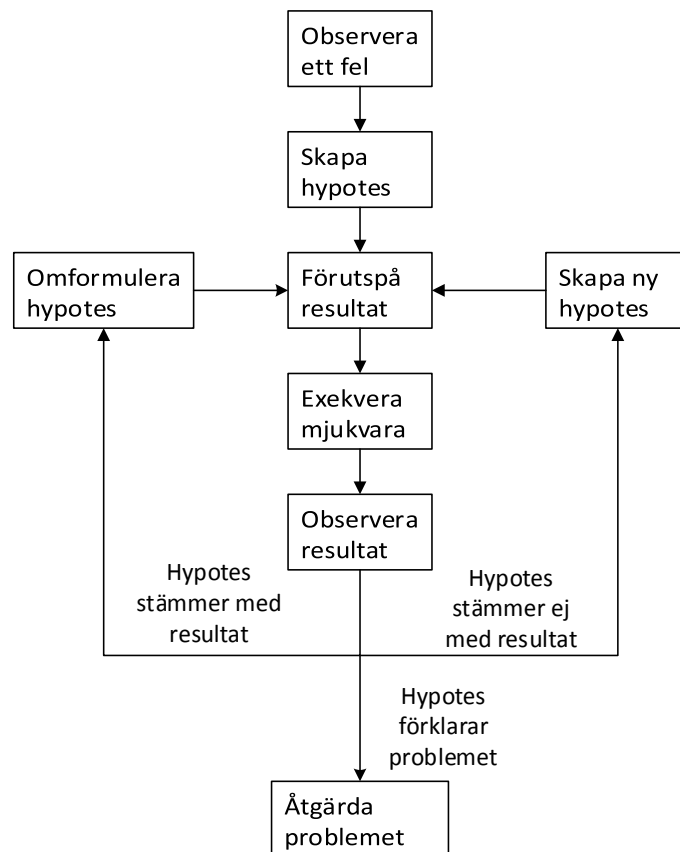 Observera
ett fel
Skapa
hypotes
Omformulera
hypotes
Förutspå
resultat
Skapa ny
hypotes
Exekvera
mjukvara
Observera
resultat
Hypotes
stämmer med
resultat
Hypotes
stämmer ej
med resultat
Hypotes
förklarar
problemet
Åtgärda
problemet